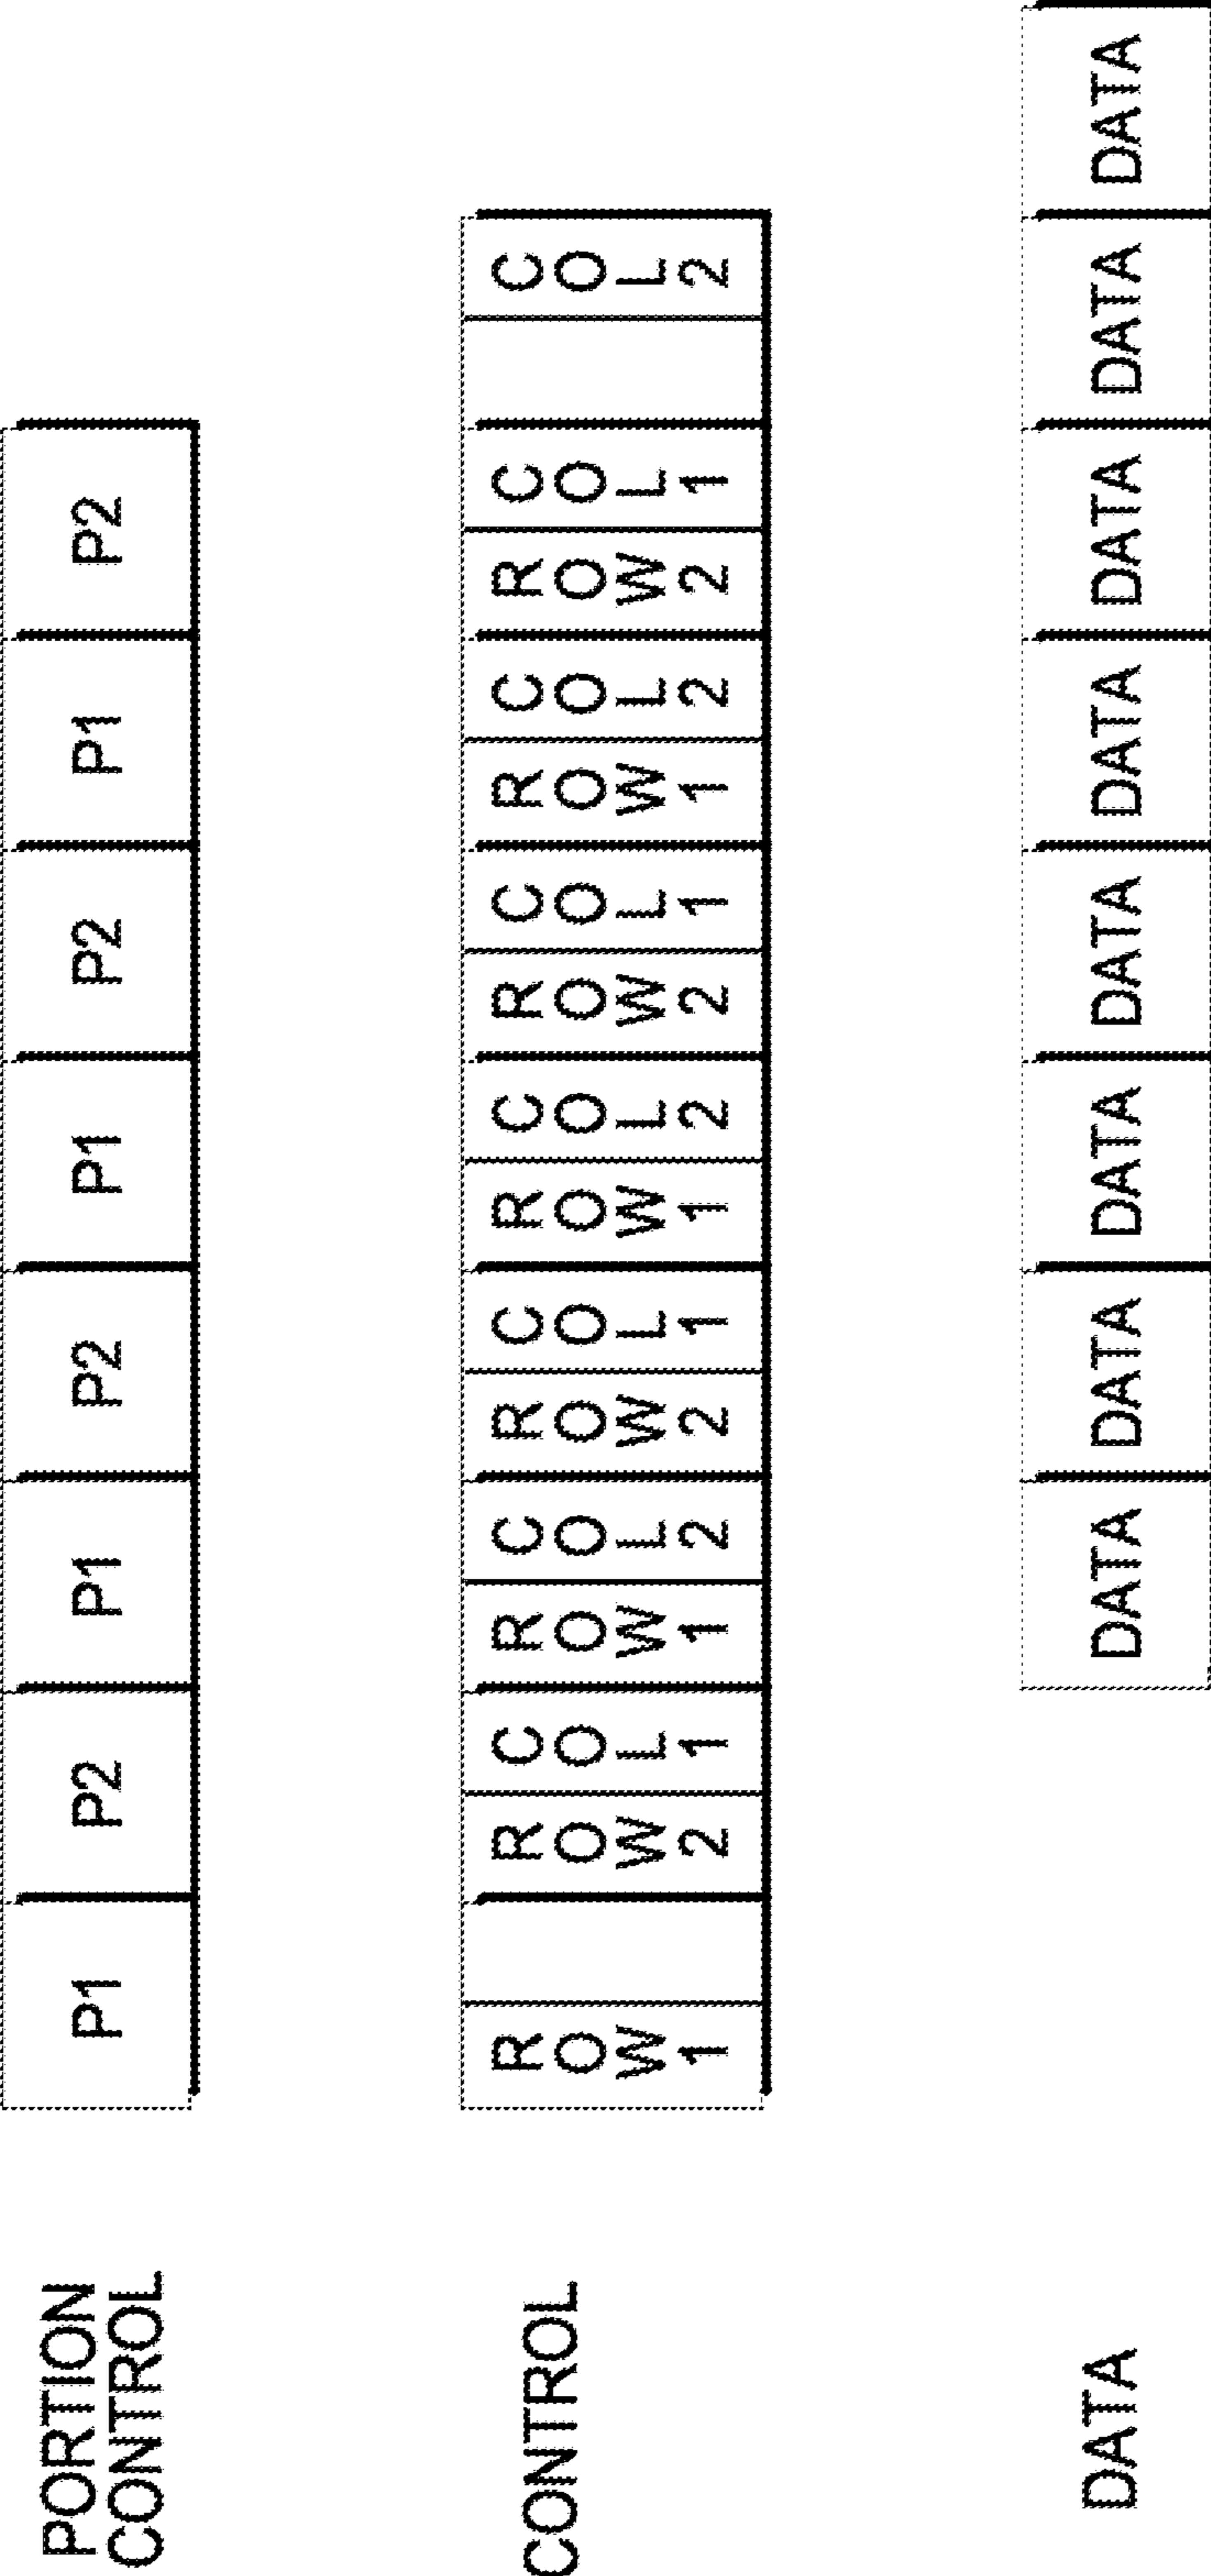 PORTION
CONTROL
P1 P2 P1 P2 P1 P2 P1 P2
CONTROL
ROW1 ROW2 COL1 ROW1 COL2 ROW2 COL1 ROW1 COL2 ROW2 COL1 ROW1 COL2 ROW2 COL1 COL2
DATA
DATA DATA DATA DATA DATA DATA DATA DATA